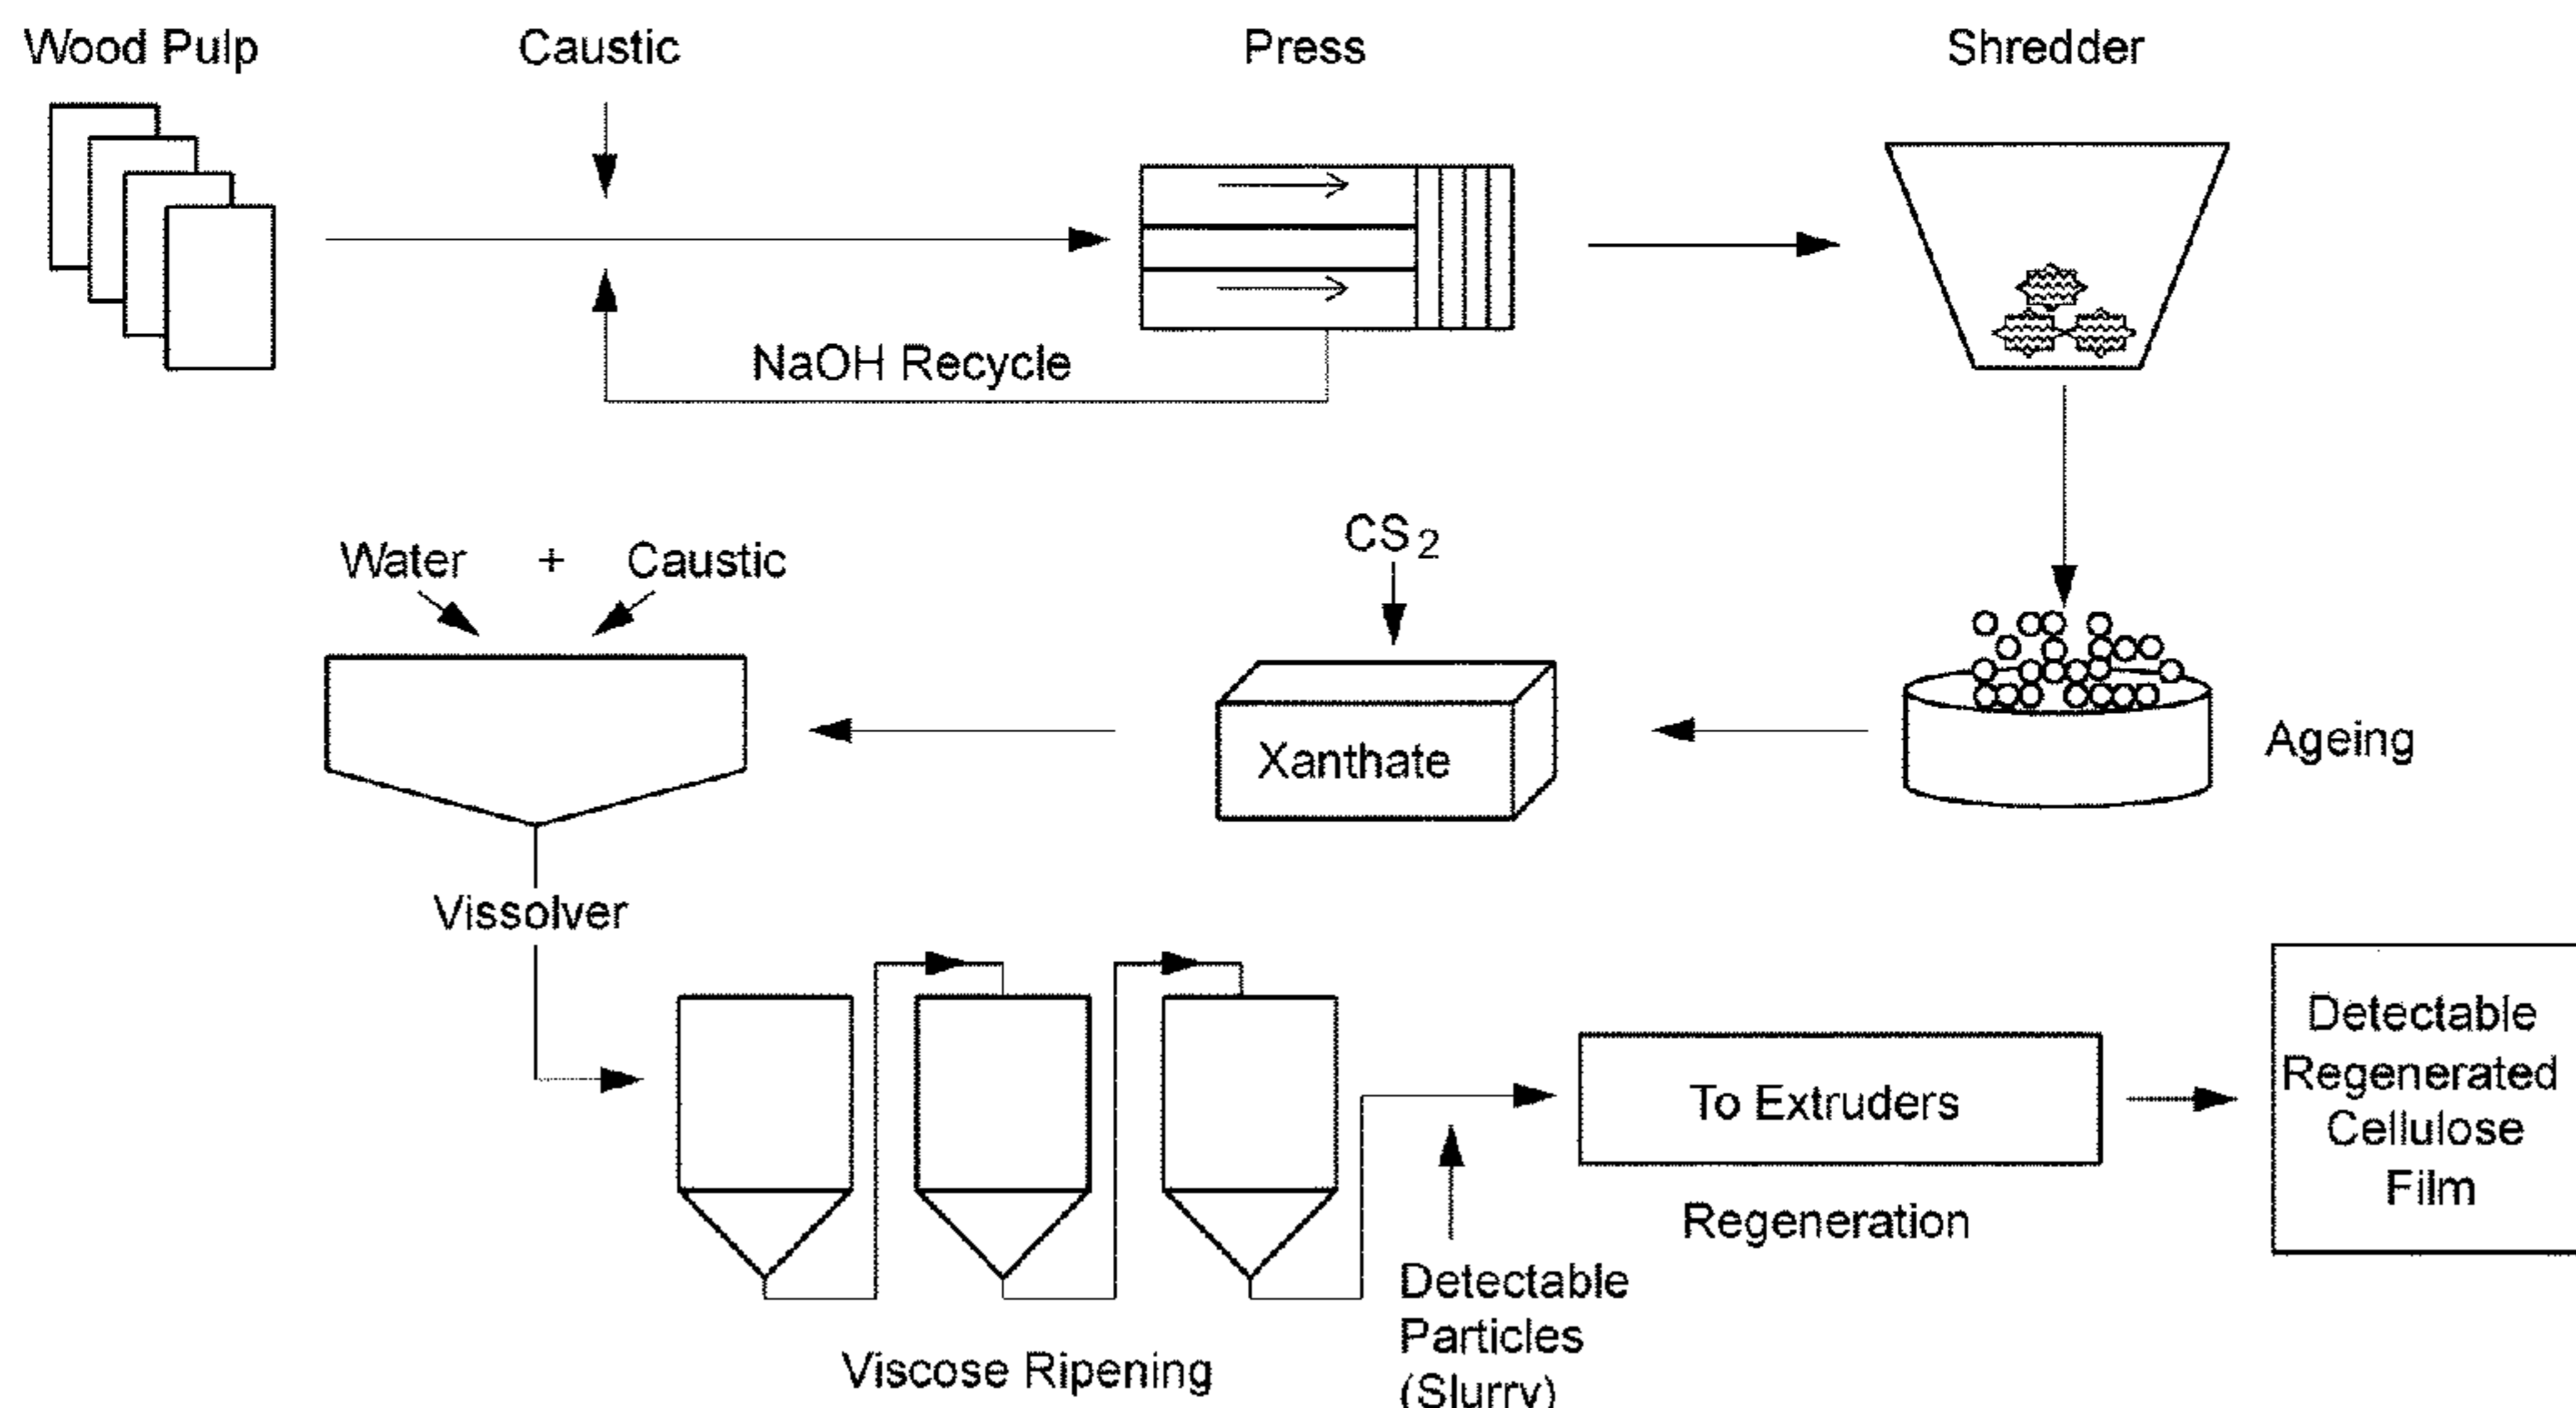 Wood Pulp
Caustic
Press
Shredder
NaOH Recycle
Water + Caustic
CS2
Xanthate
Ageing
Vissolver
To Extruders
Detectable
Regenerated
Cellulose
Film
Regeneration
Detectable
Particles
(Slurry)
Viscose Ripening